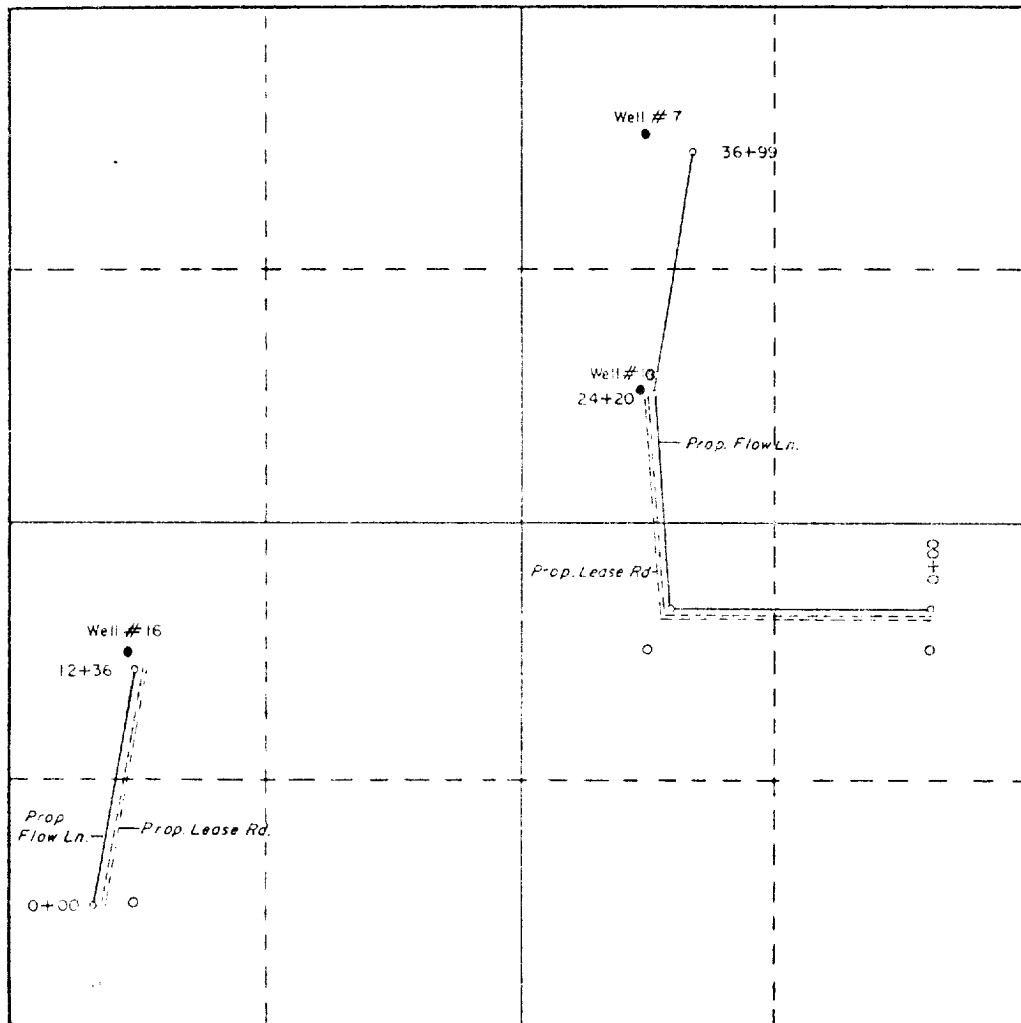 Well # 7
36+99
Well #
24+20
Prop. Flow Ln.
0+00
Prop. Lease Rd
Well # 16
12+36
Prop
Flow Ln.
Prop. Lease Rd.
0+00